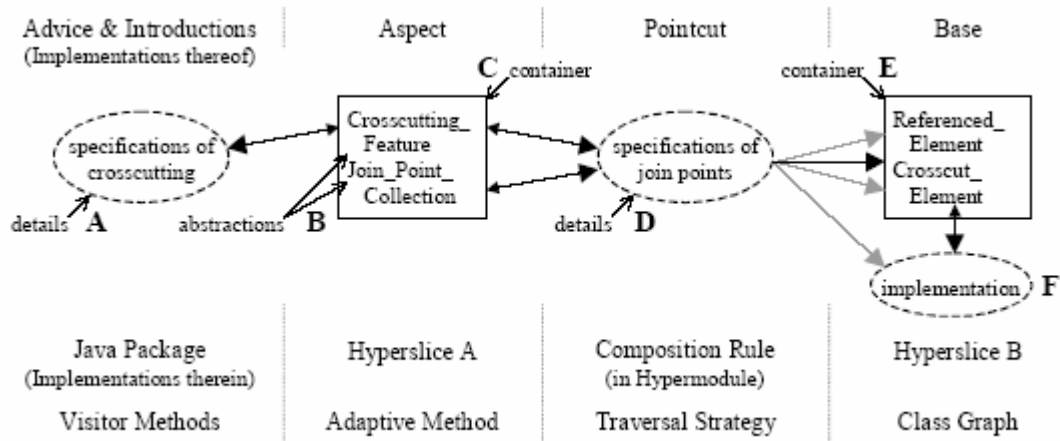 Advice & Introductions
(Implementations thereof)
Aspect
Pointcut
Base
C
container
container
E
specifications of
crosscutting
Crosscutting_
Feature
Join_Point_
Collection
specifications of
join points
Referenced_
Element
Crosscut_
Element
details
A
abstractions
B
details
D
implementation
F
Java Package
(Implementations therein)
Hyperslice A
Composition Rule
(in Hypermodule)
Hyperslice B
Visitor Methods
Adaptive Method
Traversal Strategy
Class Graph